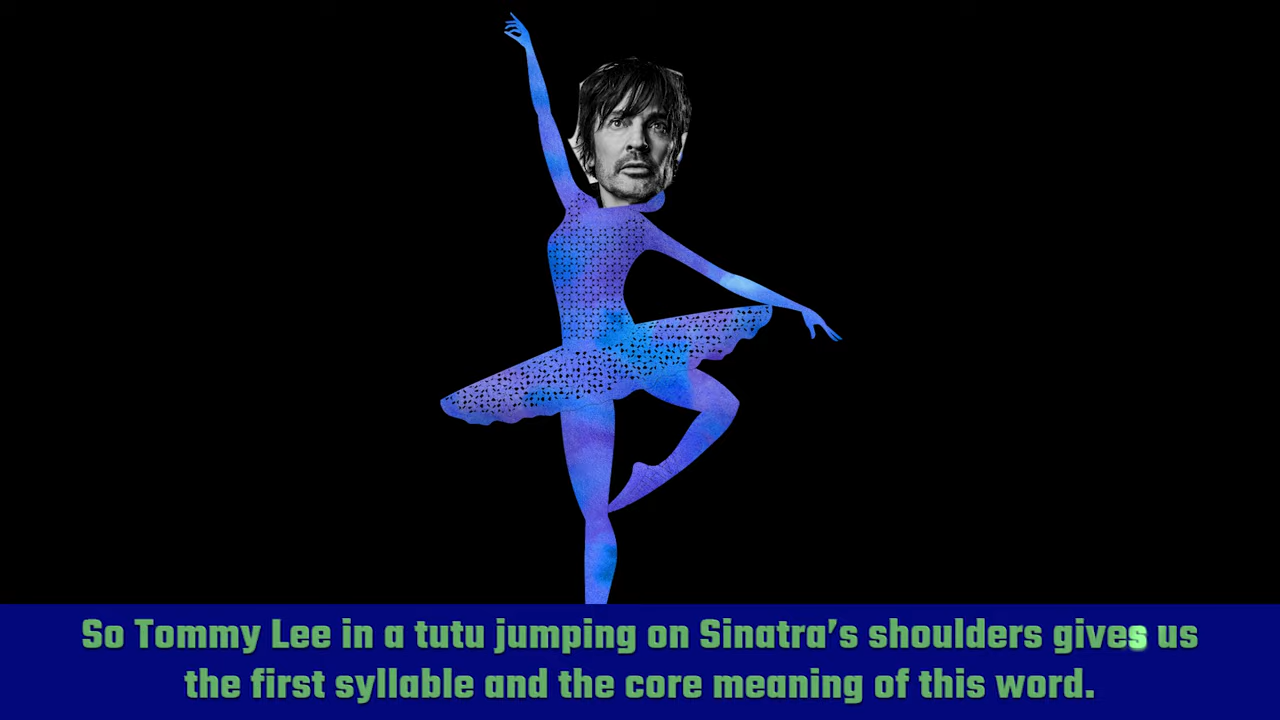 So Tommy Lee in a tutu jumping on Sinatra’s shoulders gives us
the first syllable and the core meaning of this word.